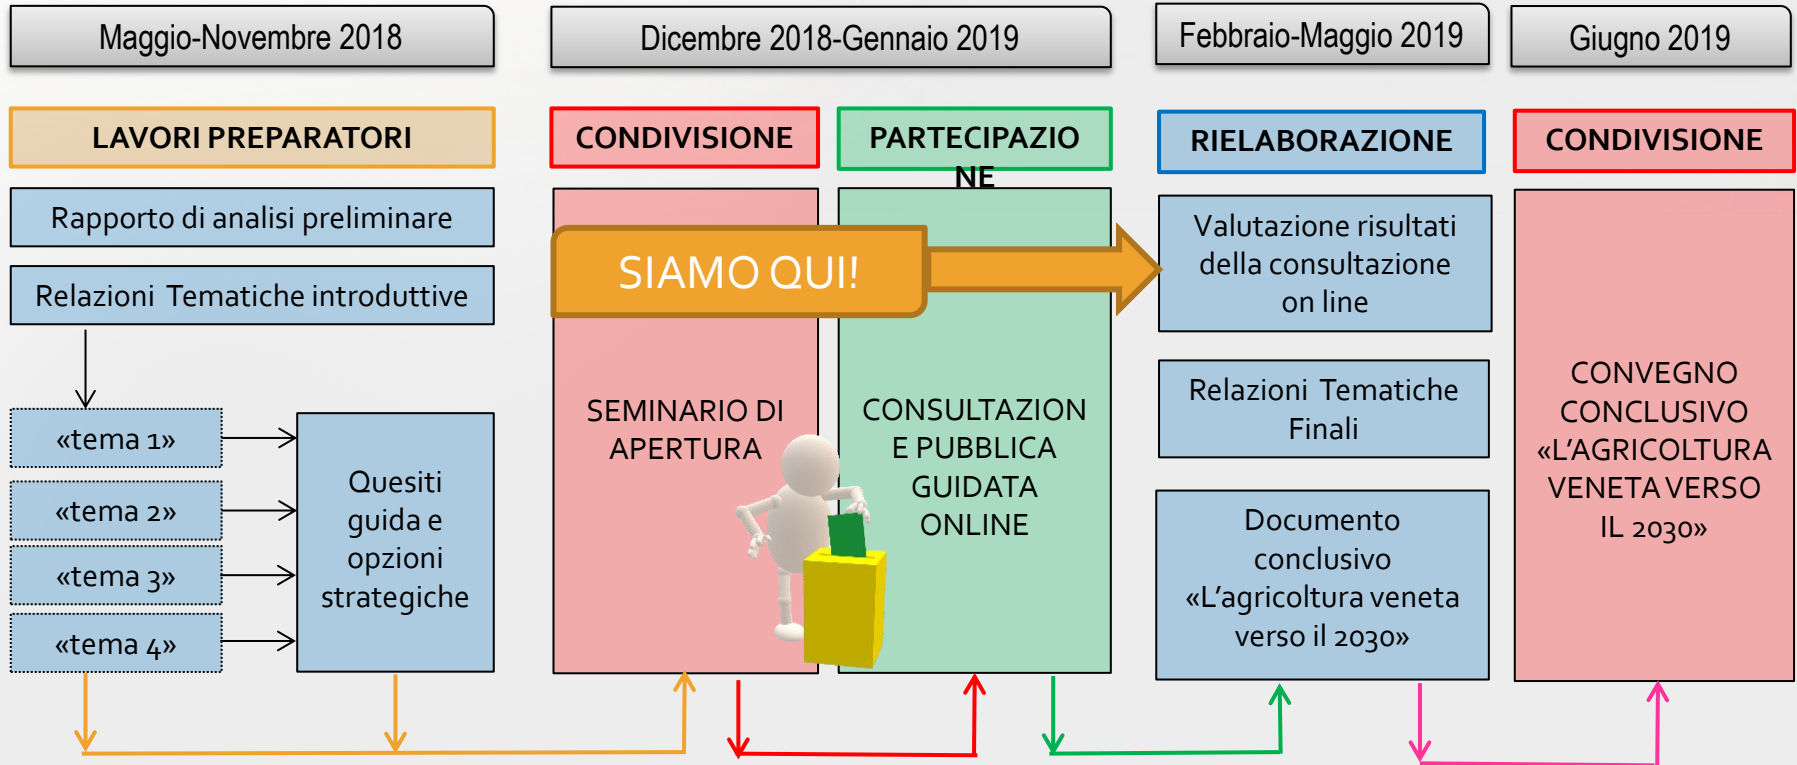 Maggio-Novembre 2018
Dicembre 2018-Gennaio 2019
Febbraio-Maggio 2019
Giugno 2019
LAVORI PREPARATORI
CONDIVISIONE
PARTECIPAZIO
NE
RIELABORAZIONE
CONDIVISIONE
Rapporto di analisi preliminare
Relazioni Tematiche introduttive
«tema 1»
«tema 2»
«tema 3»
«tema 4»
Quesiti
guida e
opzioni
strategiche
SIAMO QUI!
SEMINARIO DI
APERTURA
CONSULTAZION
E PUBBLICA
GUIDATA
ONLINE
Valutazione risultati
della consultazione
on line
Relazioni Tematiche
Finali
Documento
conclusivo
«L'agricoltura veneta
verso il 2030»
CONVEGNO
CONCLUSIVO
«L'AGRICOLTURA
VENETA VERSO
IL 2030»